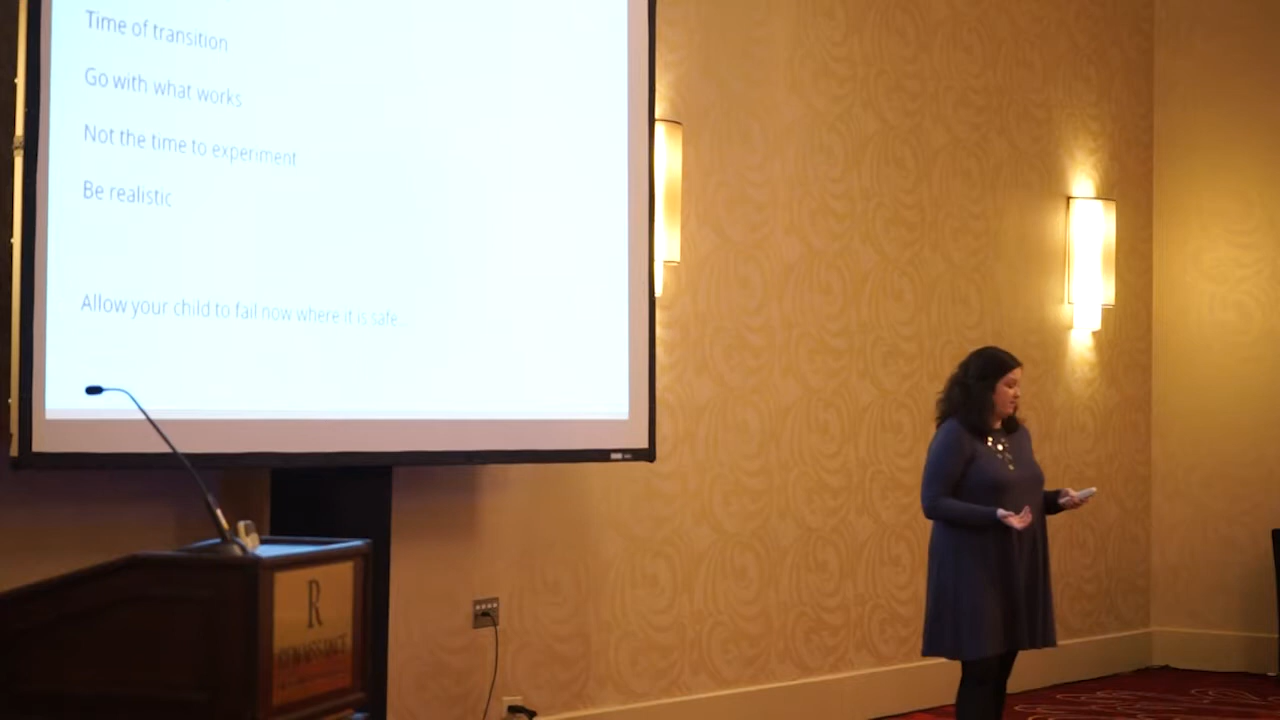 Time of transition
Go with what works
Not the time to experiment
Be realistic
Allow your child to fail now where it is safe...
R
RENAISSANCE